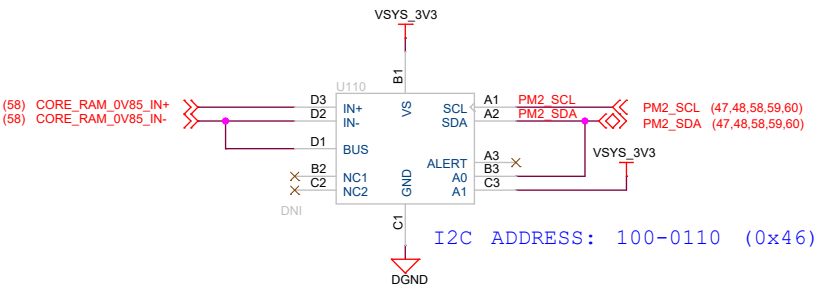 VSYS_3V3
B1
U110
VS
(58) CORE_RAM_0V85_IN+ D3 IN+ SCL A1 PM2_SCL PM2_SCL (47,48,58,59,60)
(58) CORE_RAM_0V85_IN- D2 IN- SDA A2 PM2_SDA PM2_SDA (47,48,58,59,60)
D1 BUS VSYS_3V3
ALERT A3
B2 NC1 A0 B3
C2 NC2 A1 C3
GND
DNI
C1
I2C ADDRESS: 100-0110 (0x46)
DGND